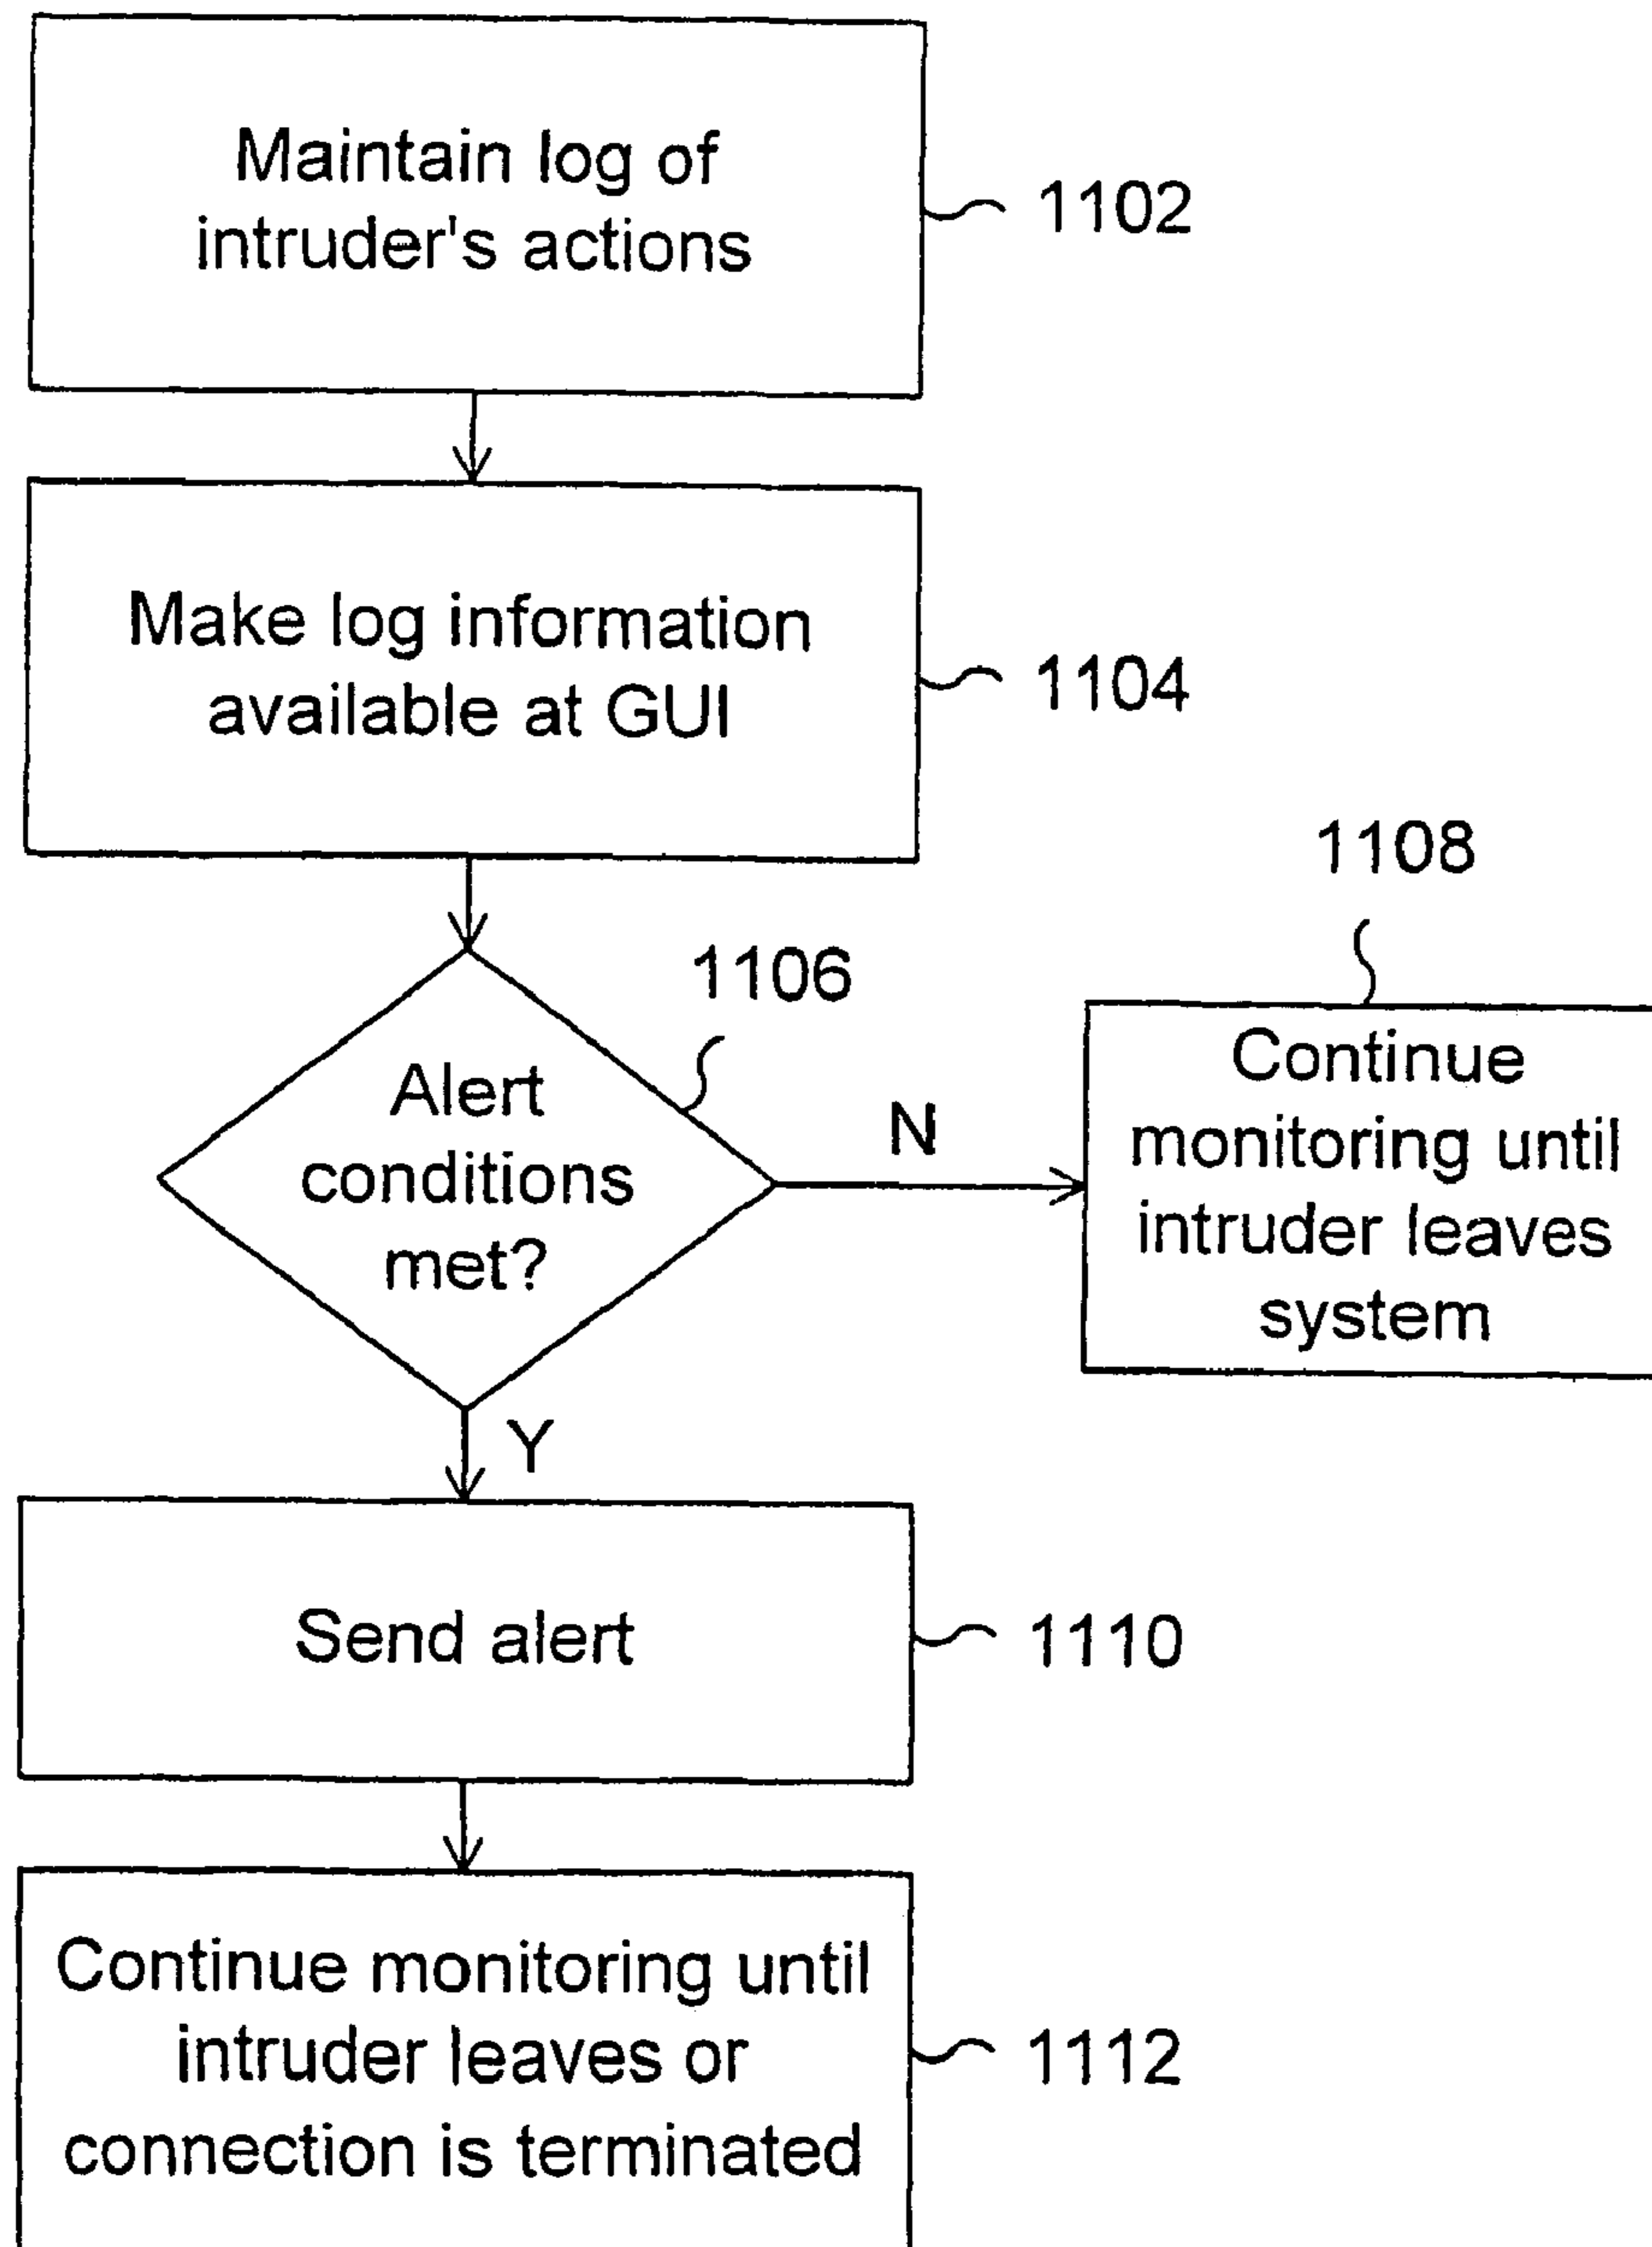 Maintain log of
intruder's actions
1102
Make log information
available at GUI
1104
1106
Alert
conditions
met?
N
1108
Continue
monitoring until
intruder leaves
system
Y
Send alert
1110
Continue monitoring until
intruder leaves or
connection is terminated
1112